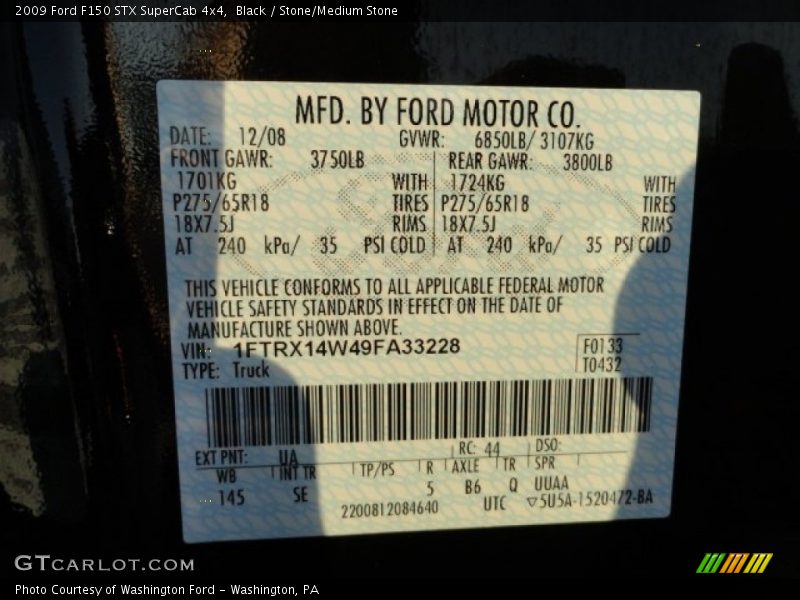 2009 Ford F150 STX SuperCab 4x4,  Black / Stone/Medium Stone
MFD. BY FORD MOTOR CO.
DATE: 12/08 GVWR: 6850LB/ 3107KG
FRONT GAWR: 3750LB REAR GAWR: 3800LB
1701KG WITH 1724KG WITH
P275/65R18 TIRES P275/65R18 TIRES
18X7.5J RIMS 18X7.5J RIMS
AT 240 kPa/ 35 PSI COLD AT 240 kPa/ 35 PSI COLD
THIS VEHICLE CONFORMS TO ALL APPLICABLE FEDERAL MOTOR
VEHICLE SAFETY STANDARDS IN EFFECT ON THE DATE OF
MANUFACTURE SHOWN ABOVE.
VIN: 1FTRX14W49FA33228 F0133
TYPE: Truck T0432
EXT PNT: UA RC: 44 DSO:
WB INT TR TP/PS R AXLE TR SPR
145 SE 5 B6 Q UUAA
2200812084640 UTC ▽5U5A-1520472-BA
GTCARLOT.COM
Photo Courtesy of Washington Ford - Washington, PA